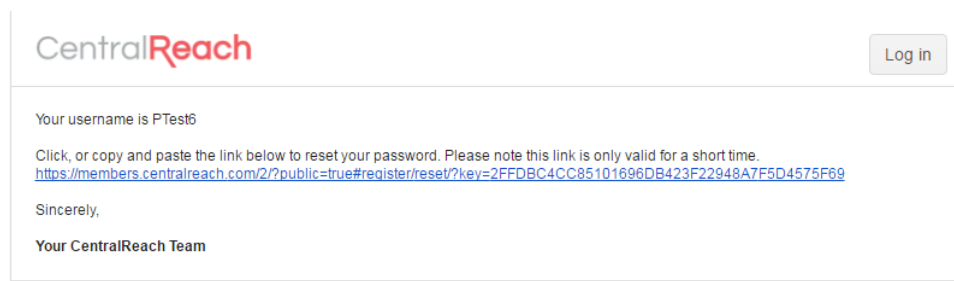 CentralReach
Log in
Your username is PTest6
Click, or copy and paste the link below to reset your password. Please note this link is only valid for a short time.
https://members.centralreach.com/2/?public=true#register/reset/?key=2FFDBC4CC85101696DB423F22948A7F5D4575F69
Sincerely,
Your CentralReach Team